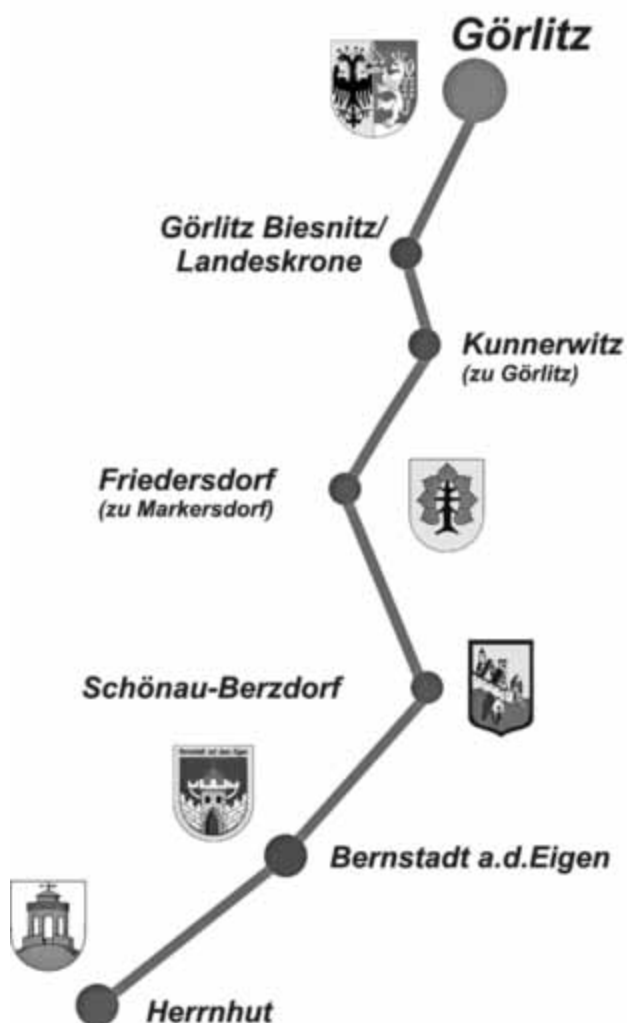 Görlitz
Görlitz Biesnitz/
Landeskrone
Kunnerwitz
(zu Görlitz)
Friedersdorf
(zu Markersdorf)
Schönau-Berzdorf
Bernstadt a.d.Eigen
Herrnhut